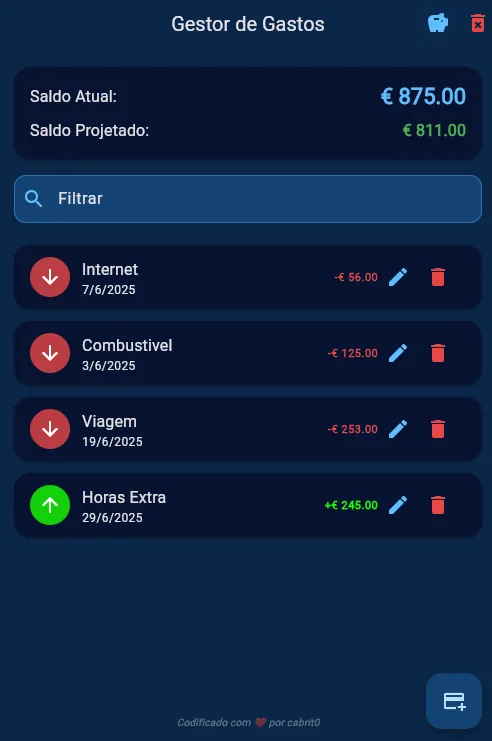 Gestor de Gastos
Saldo Atual: € 875.00
Saldo Projetado: € 811.00
Filtrar
Internet
-€ 56.00
7/6/2025
Combustivel
-€ 125.00
3/6/2025
Viagem
-€ 253.00
19/6/2025
Horas Extra
+€ 245.00
29/6/2025
Codificado com ❤️ por cabrit0